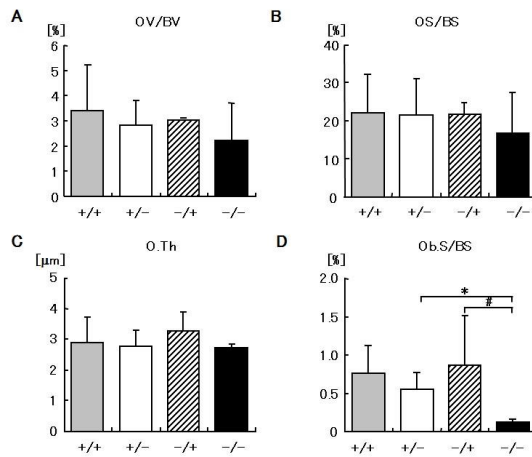 A
OV/BV
[%]
6
5
4
3
2
1
0
+/+ +/− −/+ −/−
B
OS/BS
[%]
40
30
20
10
0
+/+ +/− −/+ −/−
C
O.Th
[μm]
5
4
3
2
1
0
+/+ +/− −/+ −/−
D
Ob.S/BS
[%]
2.0
1.5
1.0
0.5
0
*
#
+/+ +/− −/+ −/−